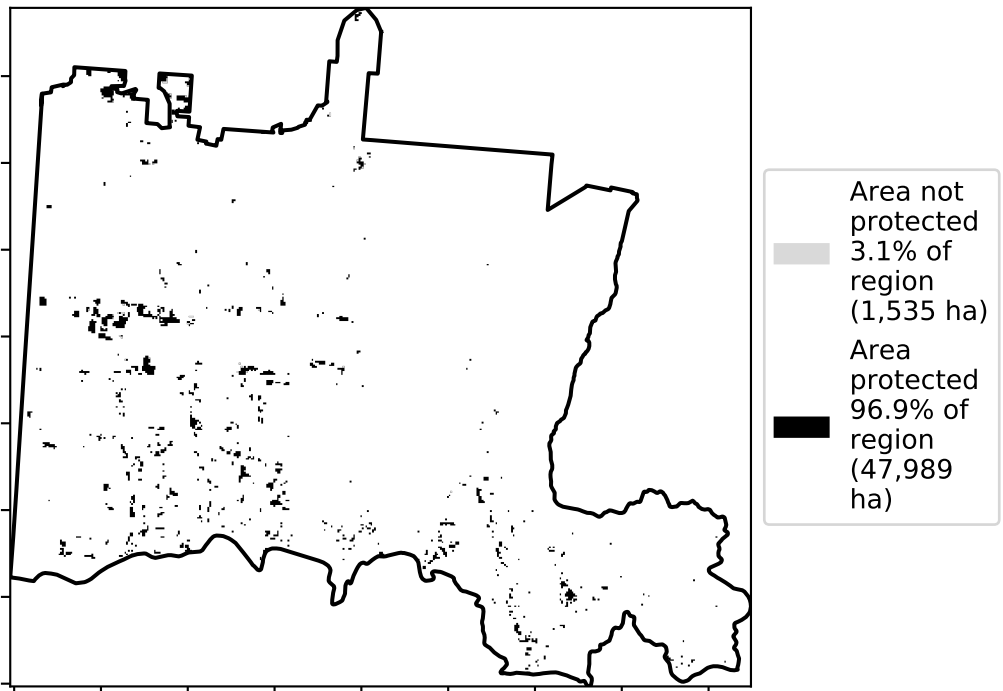 Area not
protected
3.1% of
region
(1,535 ha)
Area
protected
96.9% of
region
(47,989
ha)